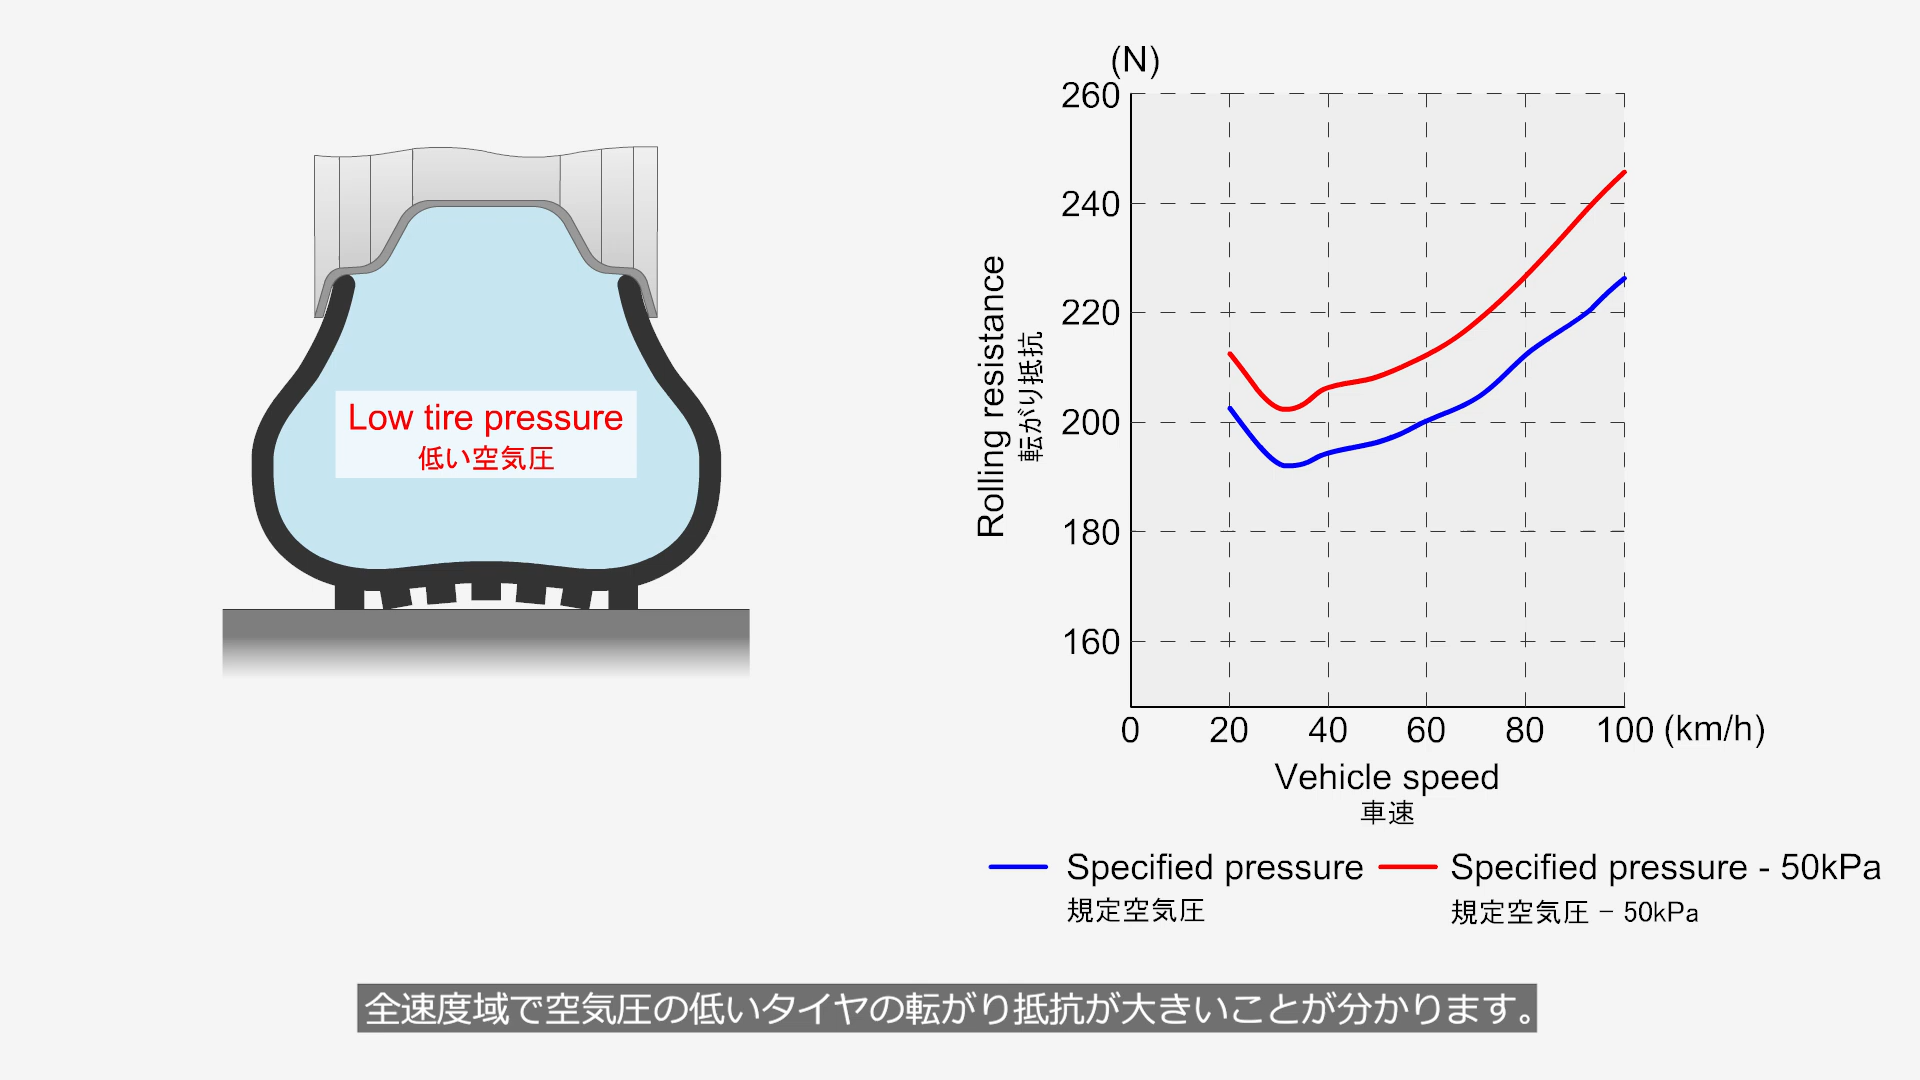 Low tire pressure
低い空気圧
(N)
260
240
220
200
180
160
Rolling resistance
転がり抵抗
0 20 40 60 80 100 (km/h)
Vehicle speed
車速
Specified pressure
規定空気圧
Specified pressure - 50kPa
規定空気圧 − 50kPa
全速度域で空気圧の低いタイヤの転がり抵抗が大きいことが分かります。